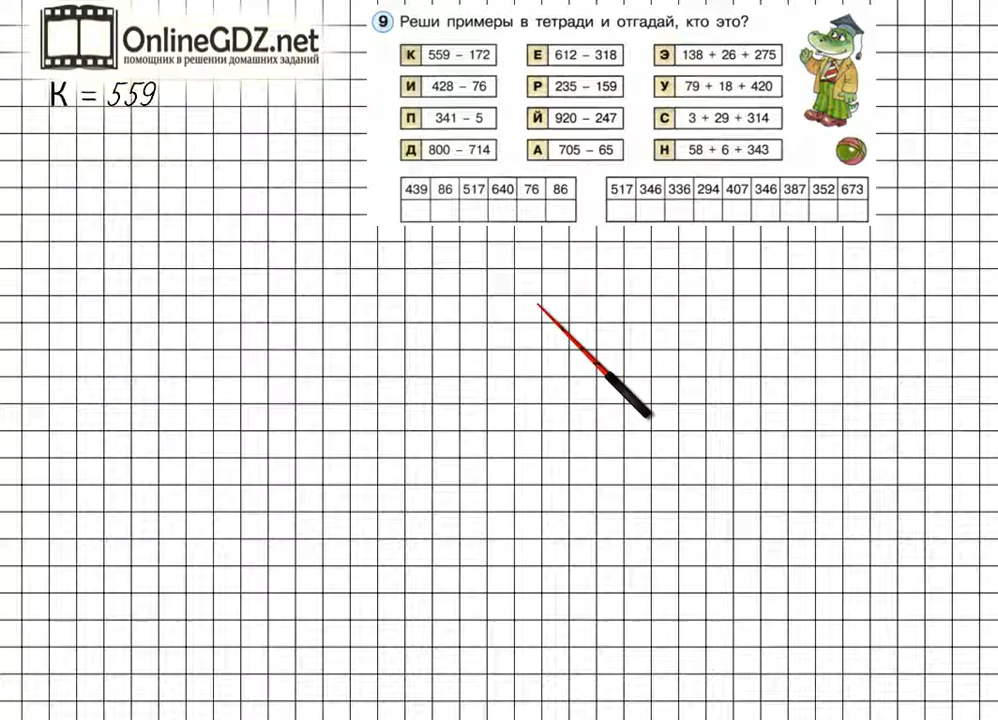 OnlineGDZ.net
помощник в решении домашних заданий
К = 559
9 Реши примеры в тетради и отгадай, кто это?
К 559 – 172 Е 612 – 318 Э 138 + 26 + 275
И 428 – 76 Р 235 – 159 У 79 + 18 + 420
П 341 – 5 Й 920 – 247 С 3 + 29 + 314
Д 800 – 714 А 705 – 65 Н 58 + 6 + 343
439 86 517 640 76 86 517 346 336 294 407 346 387 352 673